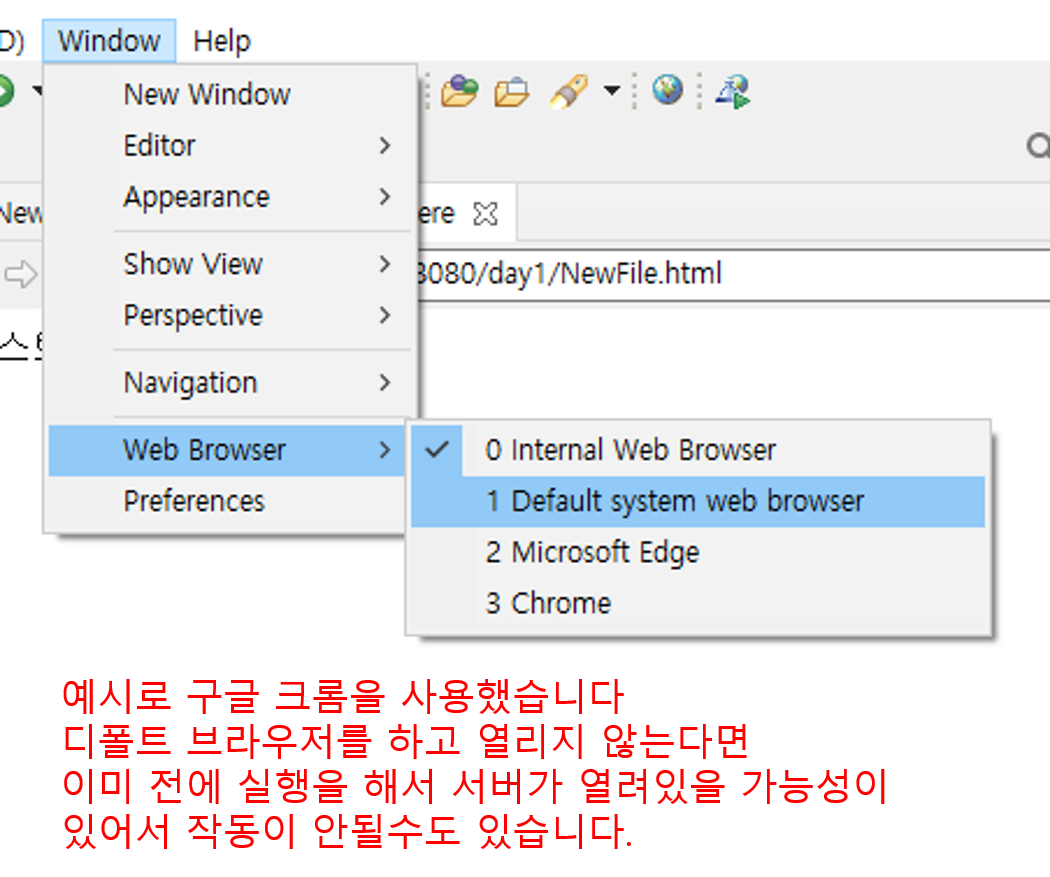 D) Window Help
New Window
Editor
Appearance
New
ere
Show View
8080/day1/NewFile.html
Perspective
스
Navigation
Web Browser
0 Internal Web Browser
Preferences
1 Default system web browser
2 Microsoft Edge
3 Chrome
예시로 구글 크롬을 사용했습니다
디폴트 브라우저를 하고 열리지 않는다면
이미 전에 실행을 해서 서버가 열려있을 가능성이
있어서 작동이 안될수도 있습니다.